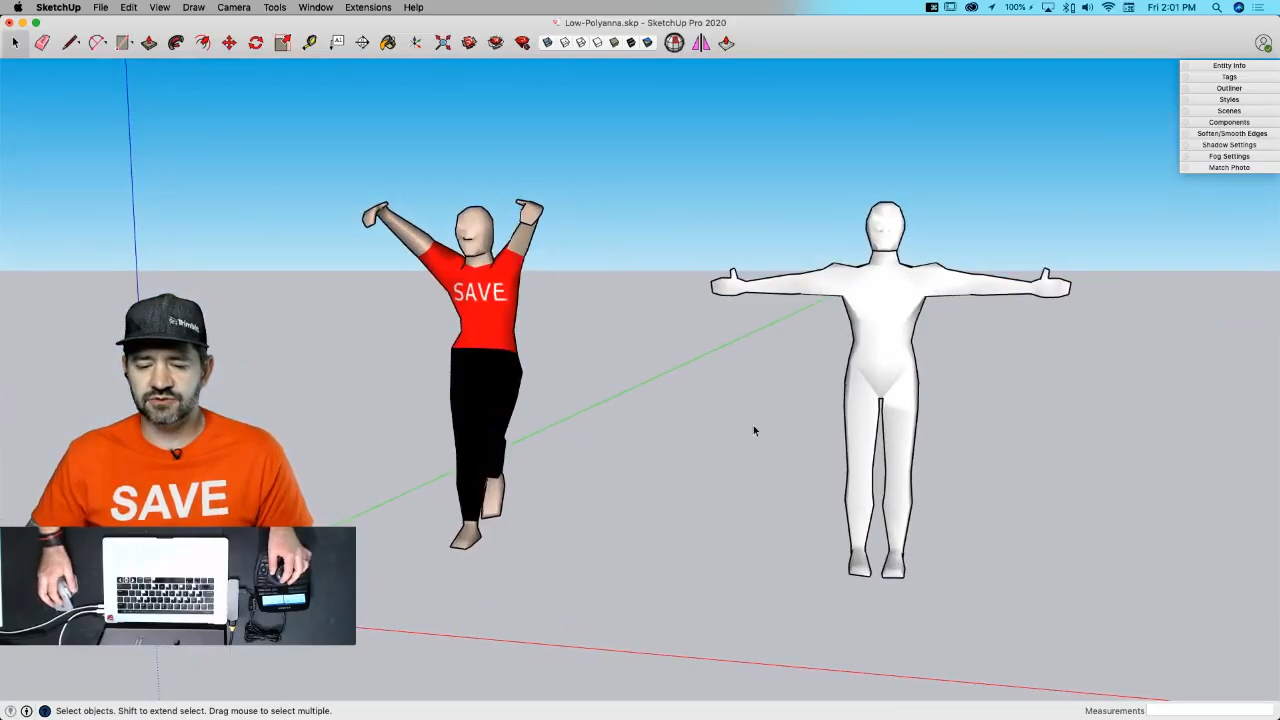 SketchUp File Edit View Draw Camera Tools Window Extensions Help
100% Fri 2:01 PM
Low-Polyanna.skp - SketchUp Pro 2020
Entity Info
Tags
Outliner
Styles
Scenes
Components
Soften/Smooth Edges
Shadow Settings
Fog Settings
Match Photo
SAVE
Trimble
SAVE
Select objects. Shift to extend select. Drag mouse to select multiple.
Measurements